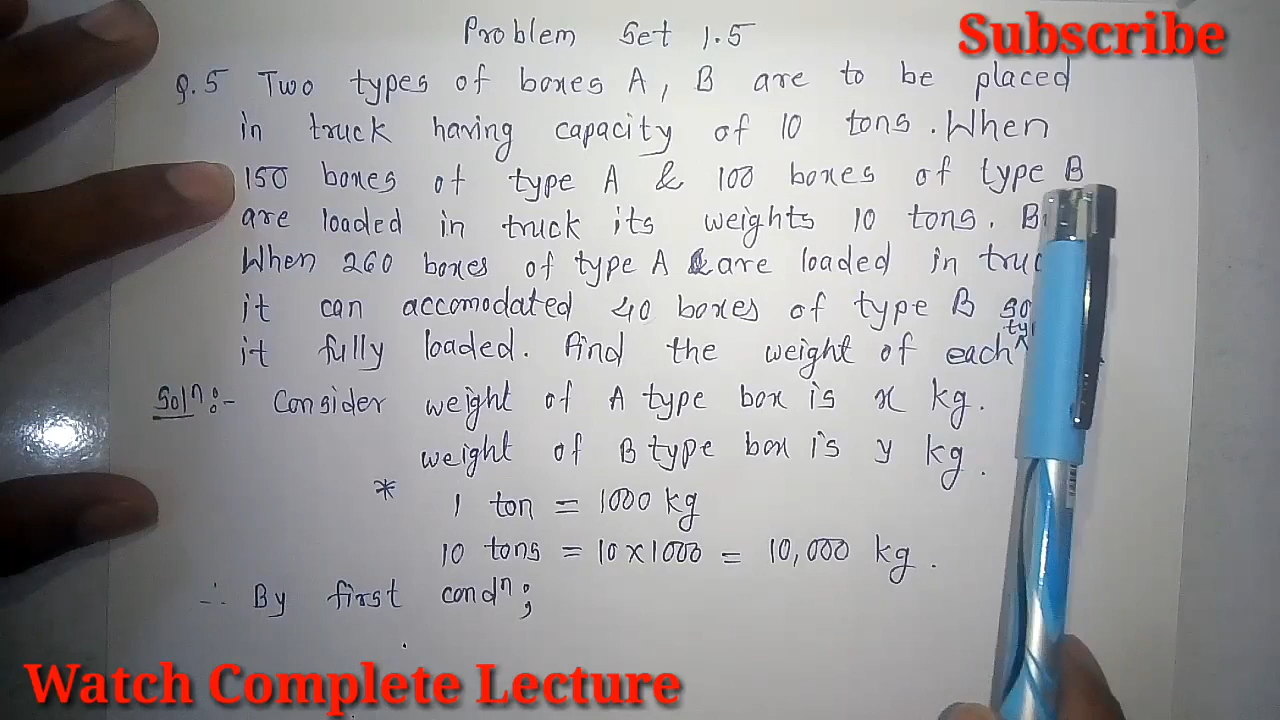 Problem Set 1.5
Subscribe
Q.5 Two types of boxes A, B are to be placed
in truck having capacity of 10 tons. When
150 boxes of type A & 100 boxes of type B
are loaded in truck its weights 10 tons.
When 260 boxes of type A are loaded in
it can accomodated 40 boxes of type B
it fully loaded. Find the weight of each
Solⁿ:- Consider weight of A type box is x kg.
weight of B type box is y kg.
* 1 ton = 1000 kg
10 tons = 10 x 1000 = 10,000 kg.
∴ By first condⁿ;
Watch Complete Lecture